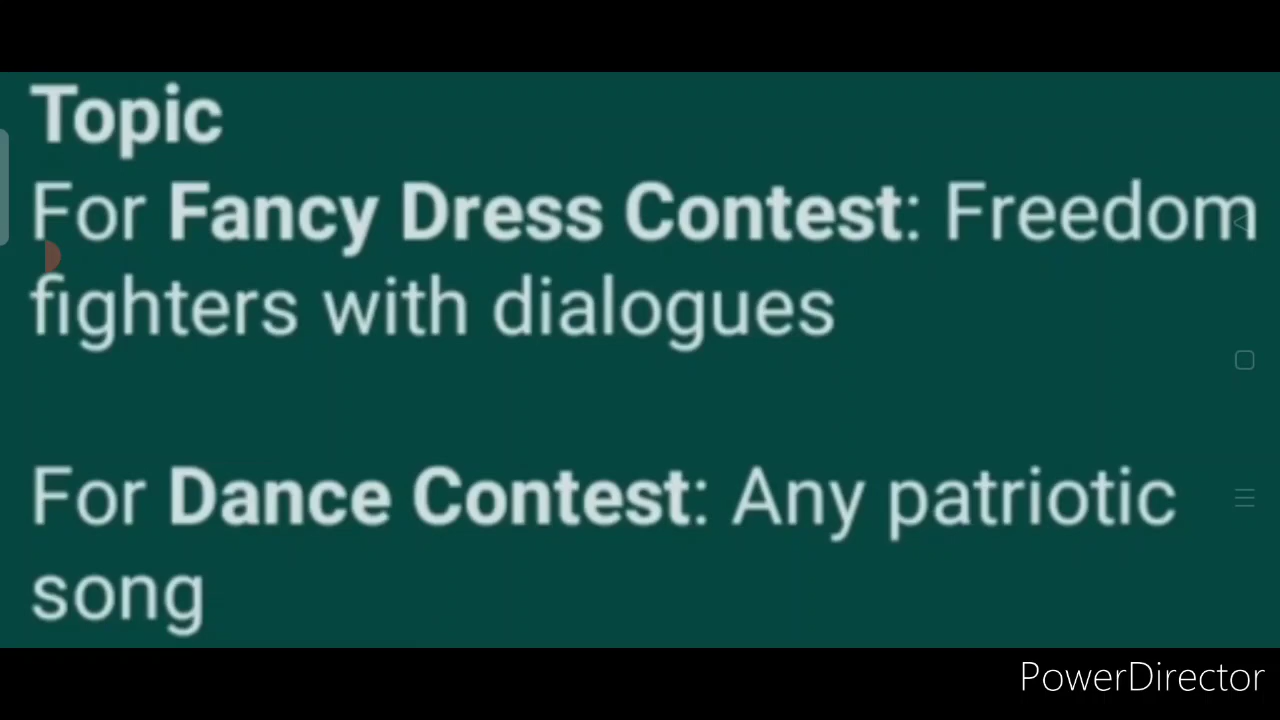 Topic
For Fancy Dress Contest: Freedom
fighters with dialogues
For Dance Contest: Any patriotic
song
PowerDirector